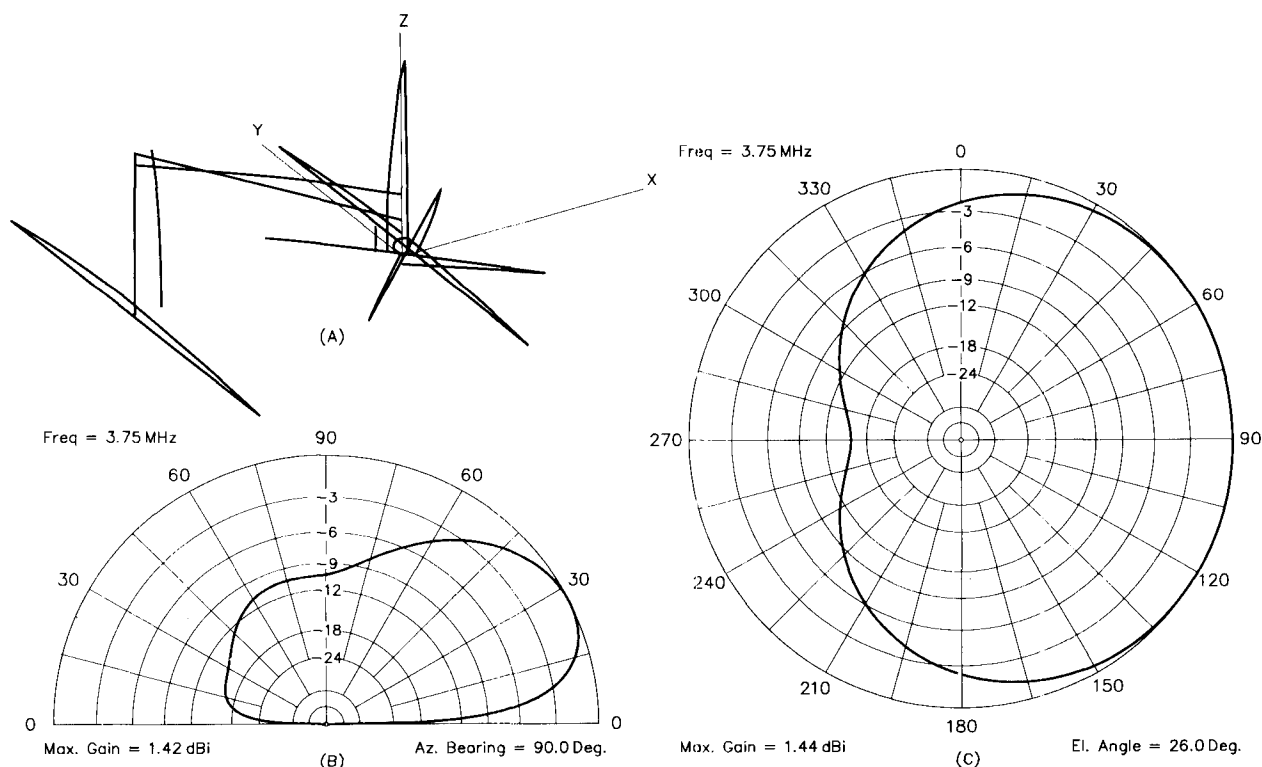 Z
Y
X
(A)
Freq = 3.75 MHz
0
330
30
300
60
270
90
240
120
210
150
180
-3
-6
-9
-12
-18
-24
Max. Gain = 1.44 dBi
(C)
El. Angle = 26.0 Deg.
Freq = 3.75 MHz
90
60
60
30
30
0
0
-3
-6
-9
-12
-18
-24
Max. Gain = 1.42 dBi
(B)
Az. Bearing = 90.0 Deg.